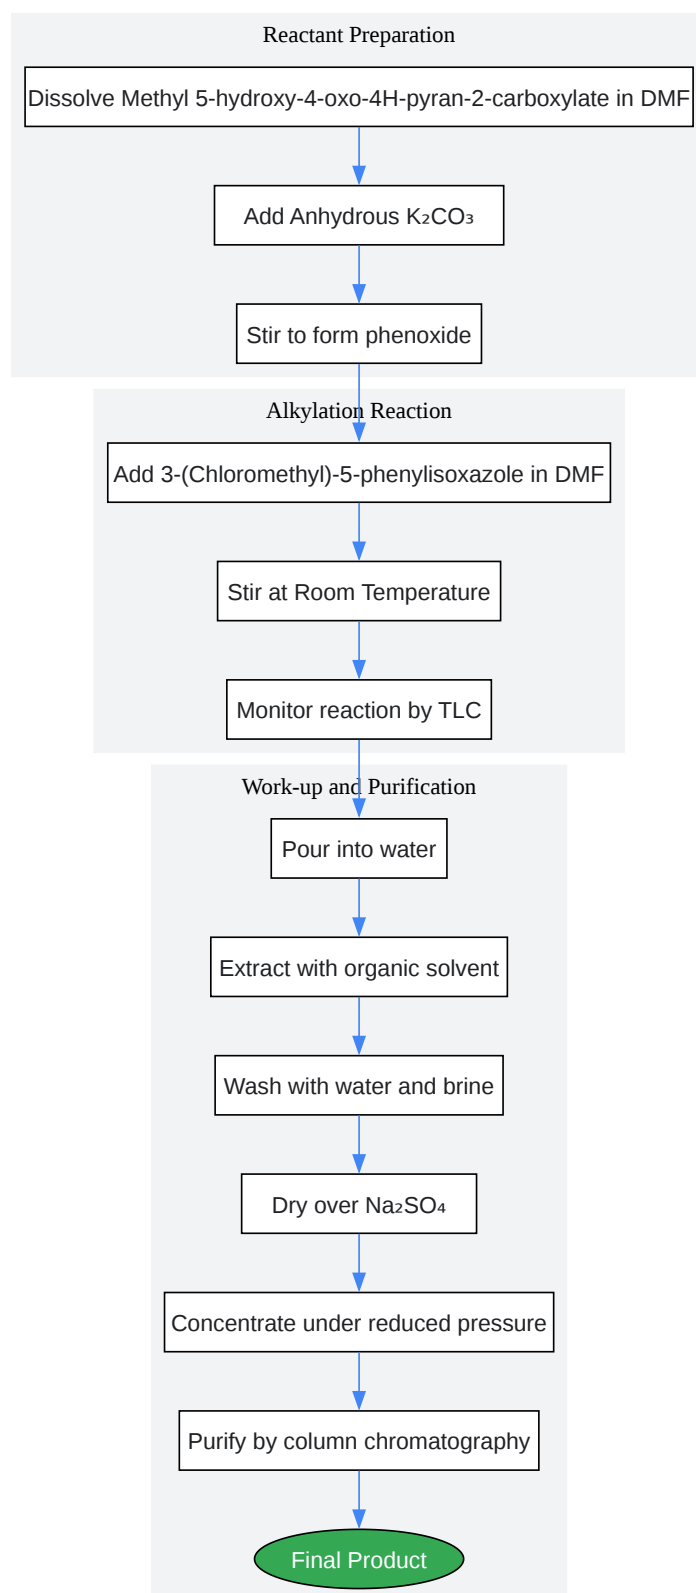 Reactant Preparation
Dissolve Methyl 5-hydroxy-4-oxo-4H-pyran-2-carboxylate in DMF
Add Anhydrous K₂CO₃
Stir to form phenoxide
Alkylation Reaction
Add 3-(Chloromethyl)-5-phenylisoxazole in DMF
Stir at Room Temperature
Monitor reaction by TLC
Work-up and Purification
Pour into water
Extract with organic solvent
Wash with water and brine
Dry over Na₂SO₄
Concentrate under reduced pressure
Purify by column chromatography
Final Product